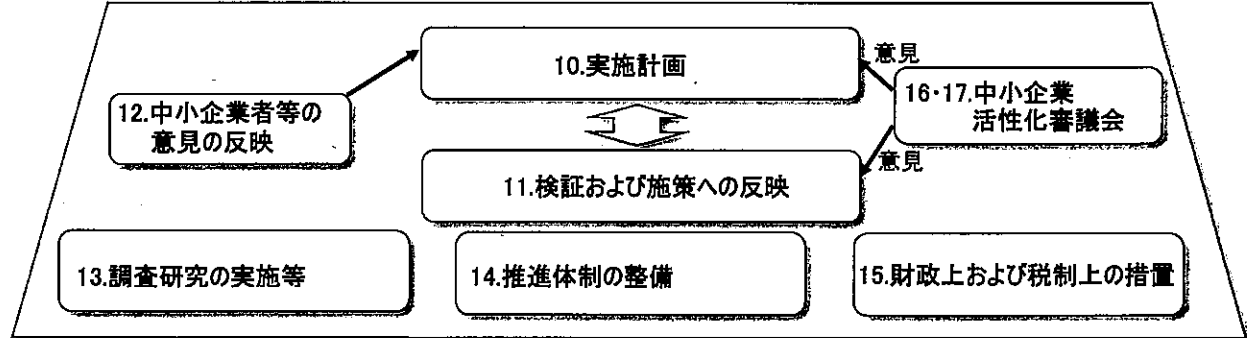 10.実施計画
意見
12.中小企業者等の
意見の反映
16・17.中小企業
活性化審議会
意見
11.検証および施策への反映
13.調査研究の実施等
14.推進体制の整備
15.財政上および税制上の措置